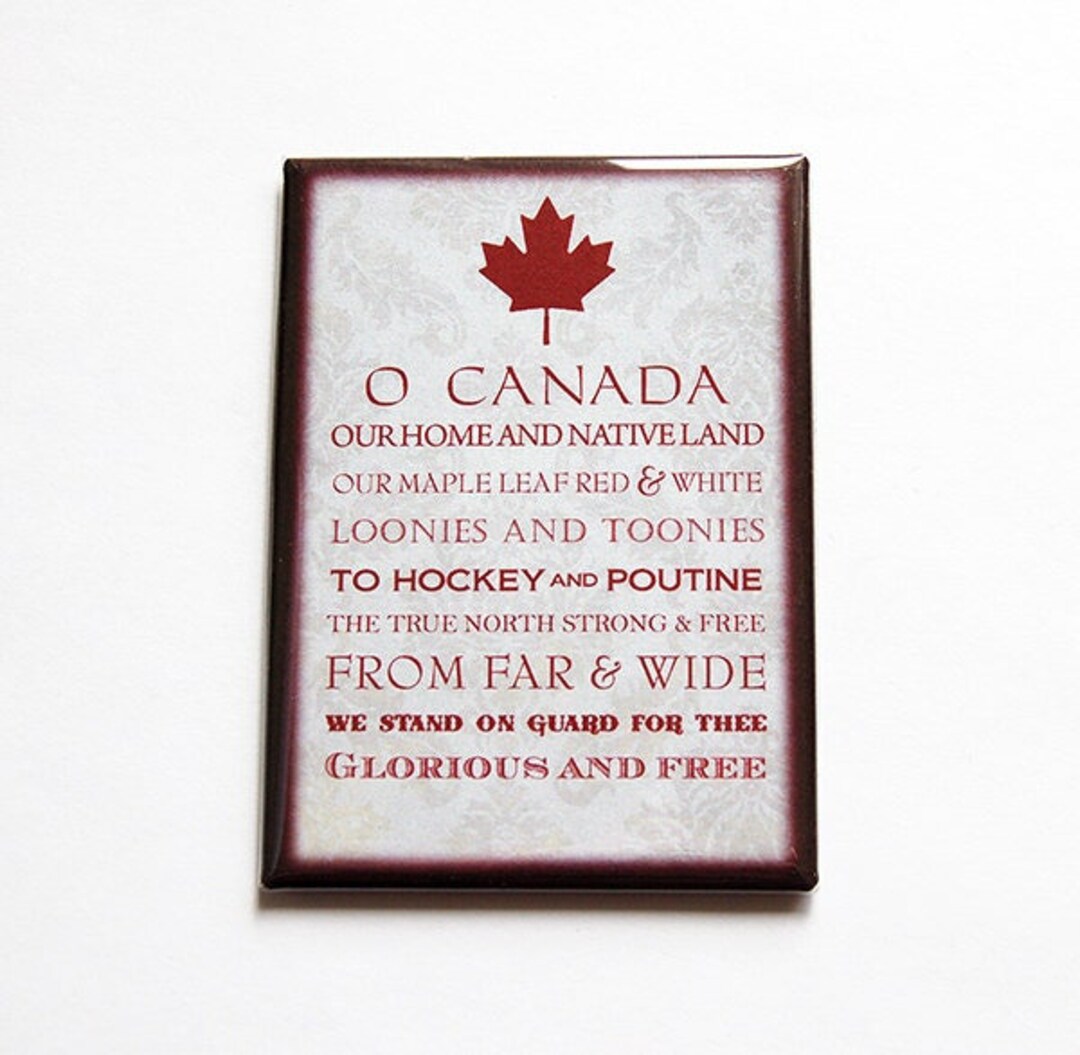 O CANADA
OUR HOME AND NATIVE LAND
OUR MAPLE LEAF RED & WHITE
LOONIES AND TOONIES
TO HOCKEY AND POUTINE
THE TRUE NORTH STRONG & FREE
FROM FAR & WIDE
WE STAND ON GUARD FOR THEE
GLORIOUS AND FREE